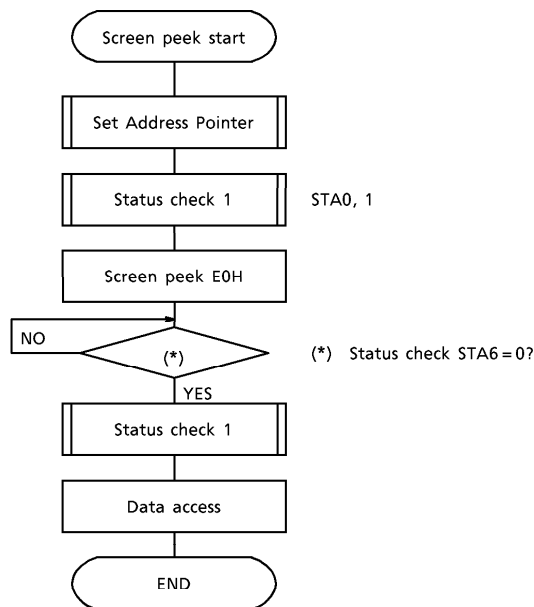 Screen peek start
Set Address Pointer
Status check 1
STA0, 1
Screen peek E0H
NO
(*)
(*) Status check STA6=0?
YES
Status check 1
Data access
END